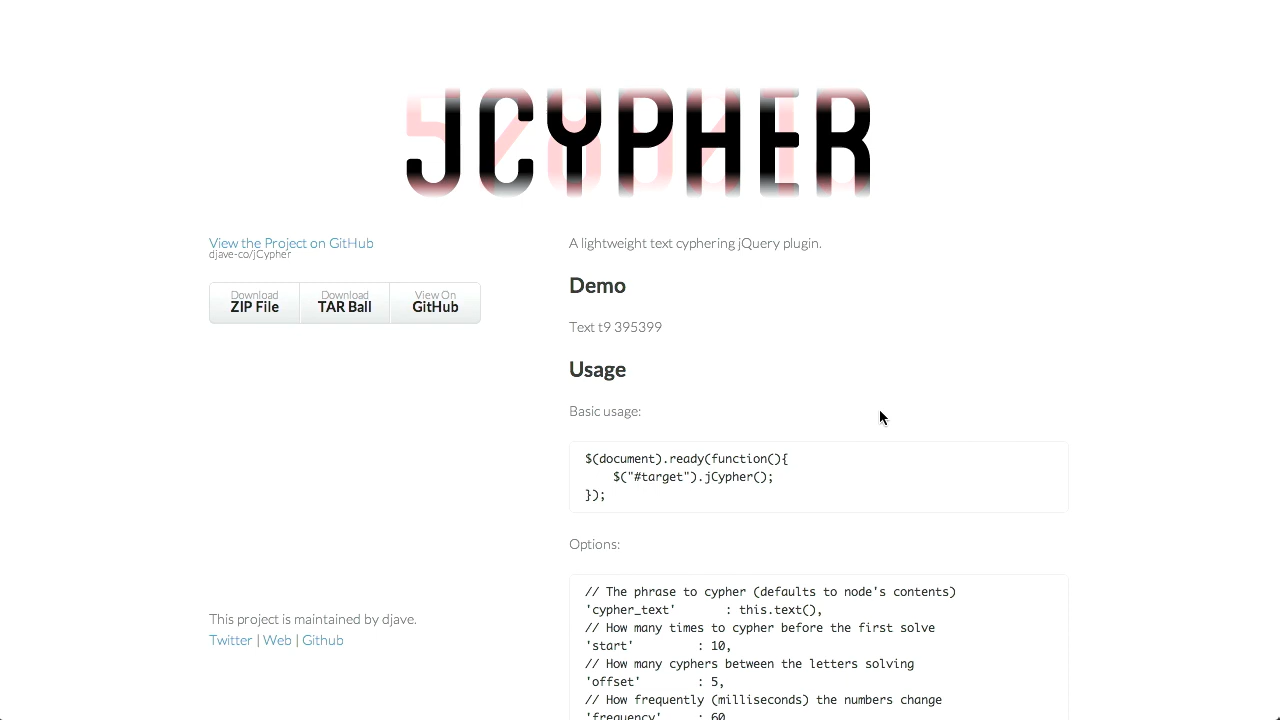 JCYPHER
View the Project on GitHub
djave-co/jCypher
Download
ZIP File
Download
TAR Ball
View On
GitHub
This project is maintained by djave.
Twitter | Web | Github
A lightweight text cyphering jQuery plugin.
Demo
Text t9 395399
Usage
Basic usage:
$(document).ready(function(){
    $("#target").jCypher();
});
Options:
// The phrase to cypher (defaults to node's contents)
'cypher_text'       : this.text(),
// How many times to cypher before the first solve
'start'         : 10,
// How many cyphers between the letters solving
'offset'        : 5,
// How frequently (milliseconds) the numbers change
'frequency'     : 60